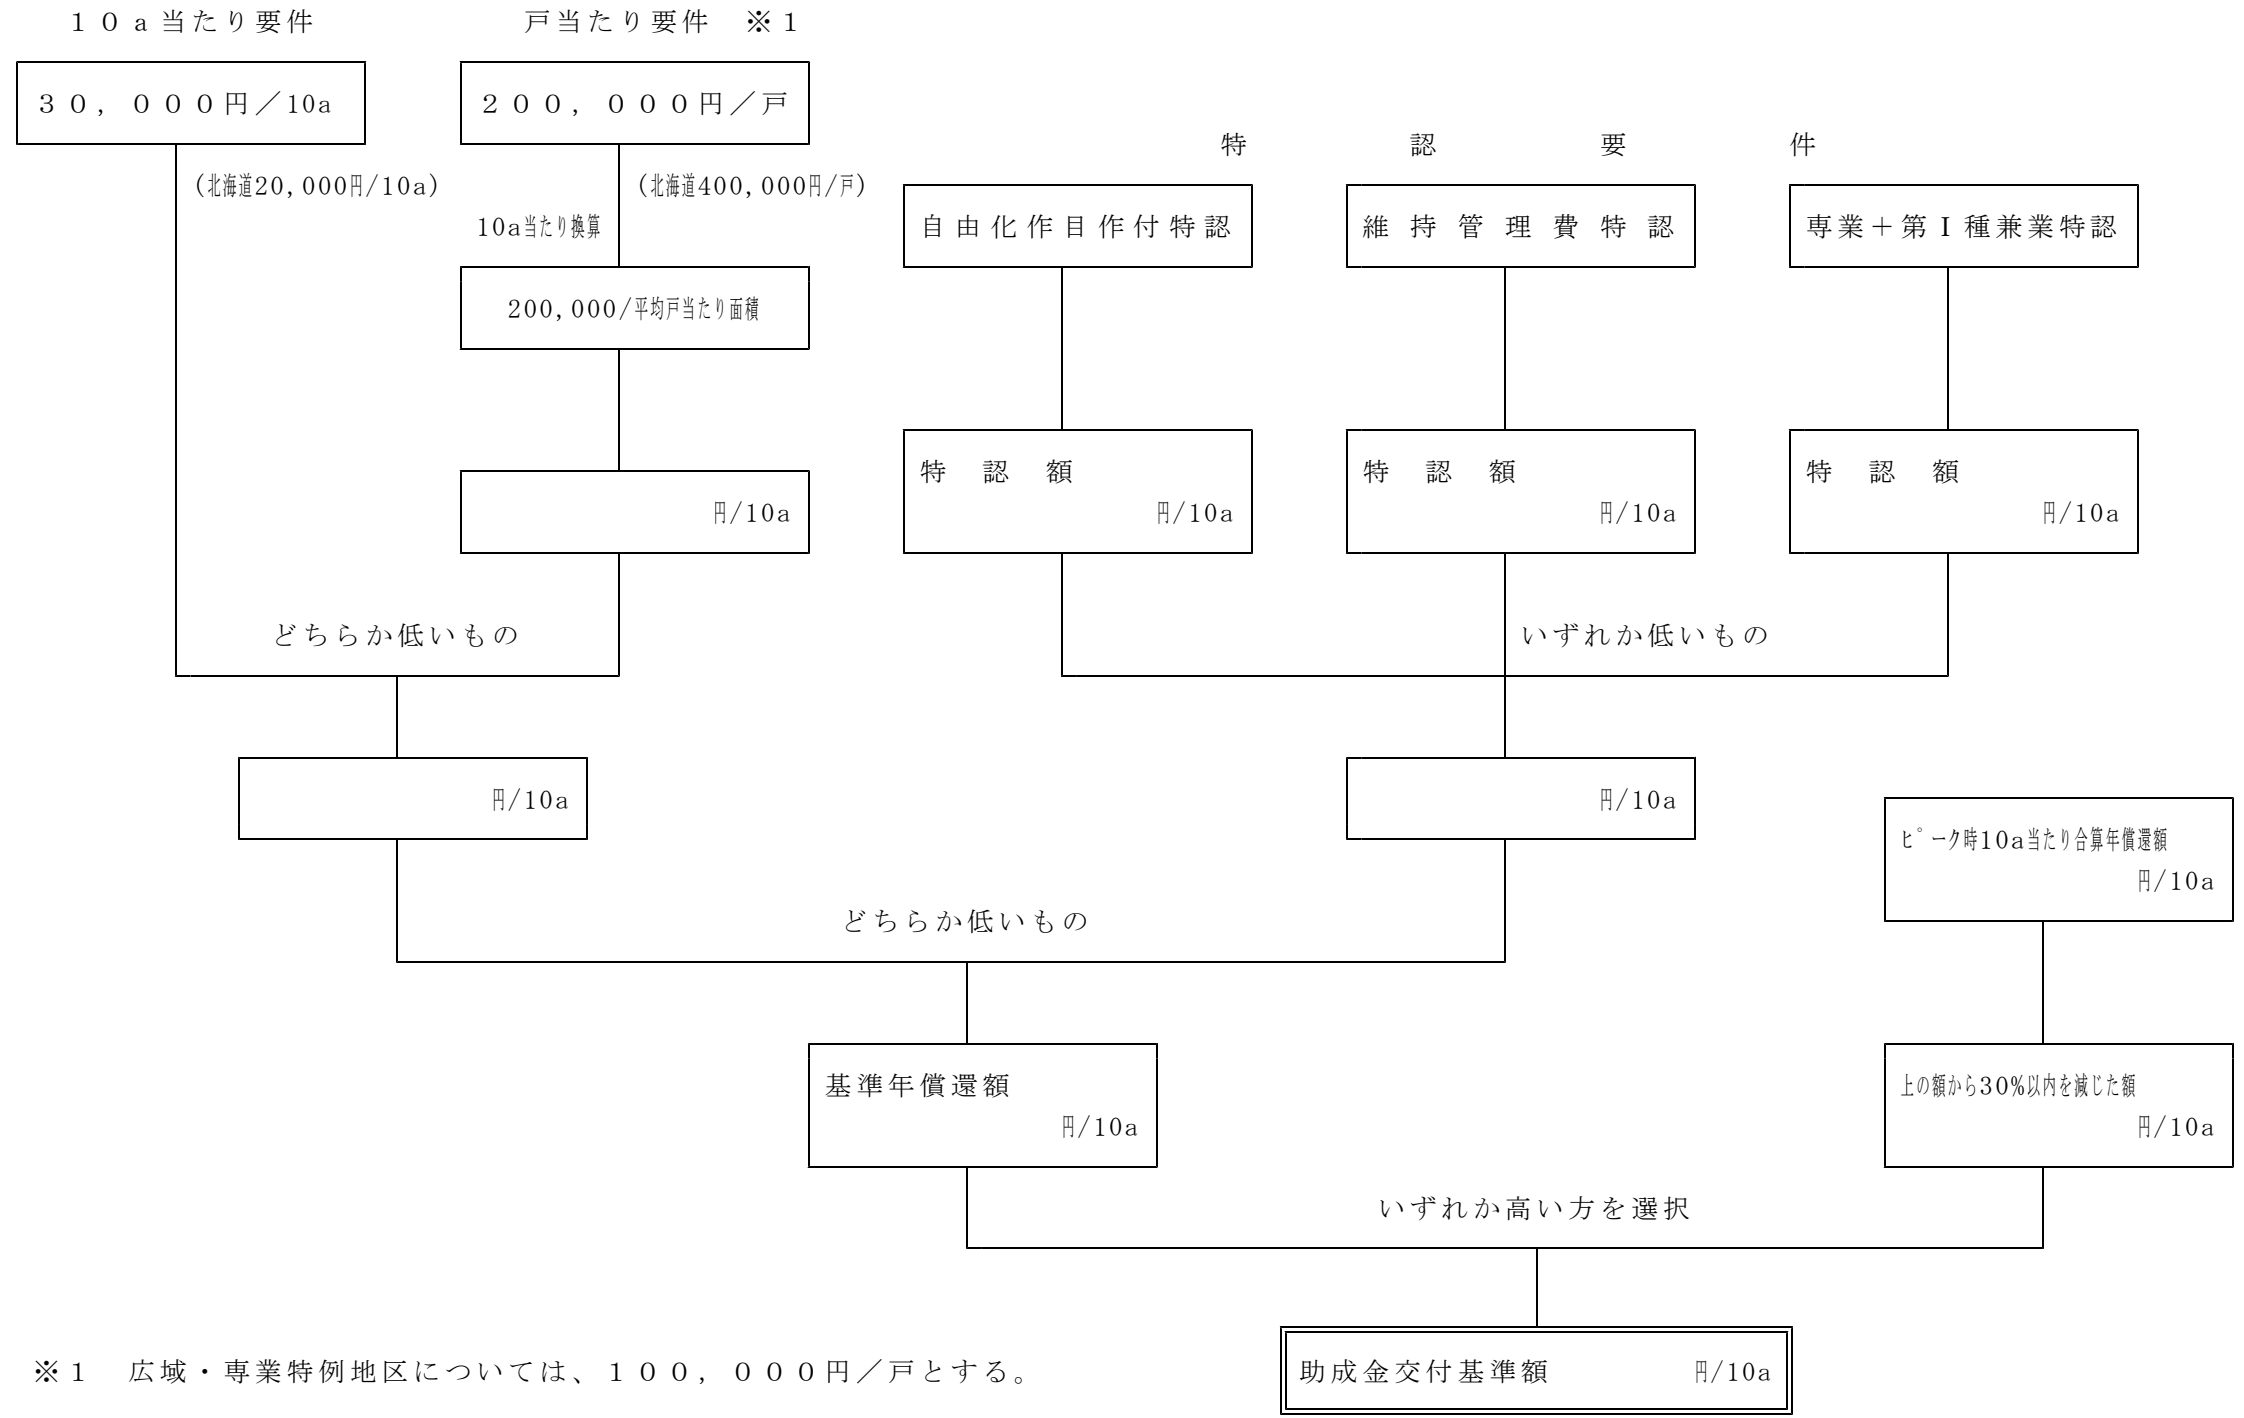 １０ａ当たり要件
戸当たり要件　※１
３０，０００円／10a
２００，０００円／戸
特認要件
(北海道20,000円/10a)
(北海道400,000円/戸)
10a当たり換算
自由化作目作付特認
維持管理費特認
専業＋第Ⅰ種兼業特認
200,000/平均戸当たり面積
特認額
特認額
特認額
円/10a
円/10a
円/10a
円/10a
どちらか低いもの
いずれか低いもの
円/10a
円/10a
ﾋﾟｰｸ時10a当たり合算年償還額
円/10a
どちらか低いもの
基準年償還額
円/10a
上の額から30%以内を減じた額
円/10a
いずれか高い方を選択
※１　広域・専業特例地区については、１００，０００円／戸とする。
助成金交付基準額　円/10a